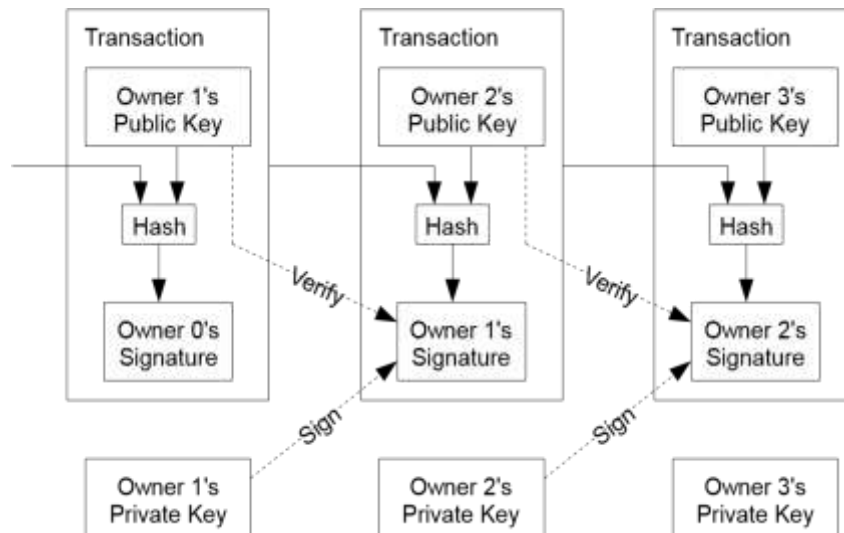 Transaction
Transaction
Transaction
Owner 1's
Public Key
Owner 2's
Public Key
Owner 3's
Public Key
Hash
Hash
Hash
Verify
Verify
Owner 0's
Signature
Owner 1's
Signature
Owner 2's
Signature
Sign
Sign
Owner 1's
Private Key
Owner 2's
Private Key
Owner 3's
Private Key